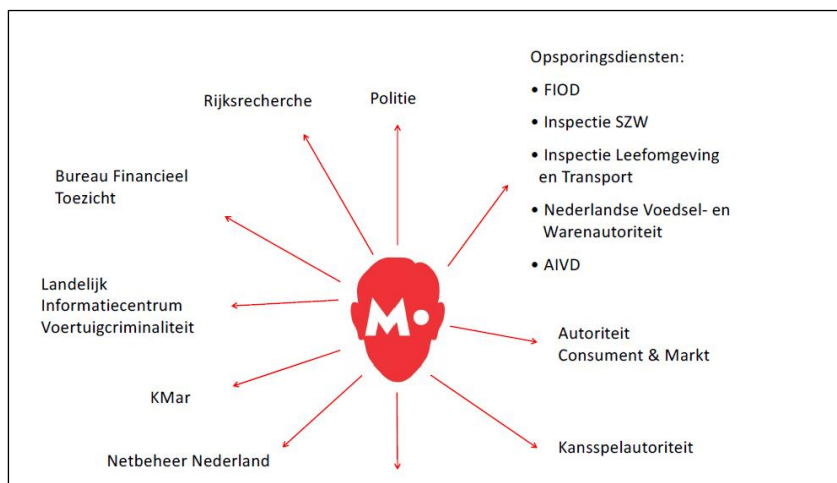 Opsporingsdiensten:
• FIOD
• Inspectie SZW
• Inspectie Leefomgeving
en Transport
• Nederlandse Voedsel- en
Warenautoriteit
• AIVD
Politie
Rijksrecherche
Bureau Financieel
Toezicht
Landelijk
Informatiecentrum
Voertuigcriminaliteit
KMar
Netbeheer Nederland
M.
Autoriteit
Consument & Markt
Kansspelautoriteit